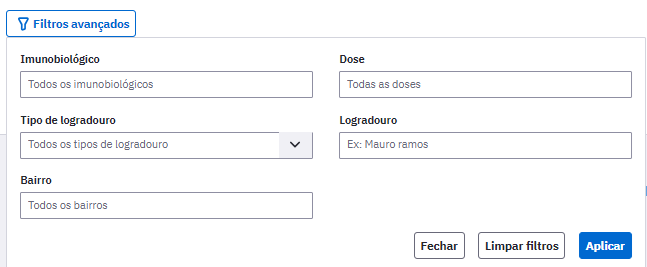 Filtros avançados
Imunobiológico
Dose
Todos os imunobiológicos
Todas as doses
Tipo de logradouro
Logradouro
Todos os tipos de logradouro
Ex: Mauro ramos
Bairro
Todos os bairros
Fechar
Limpar filtros
Aplicar